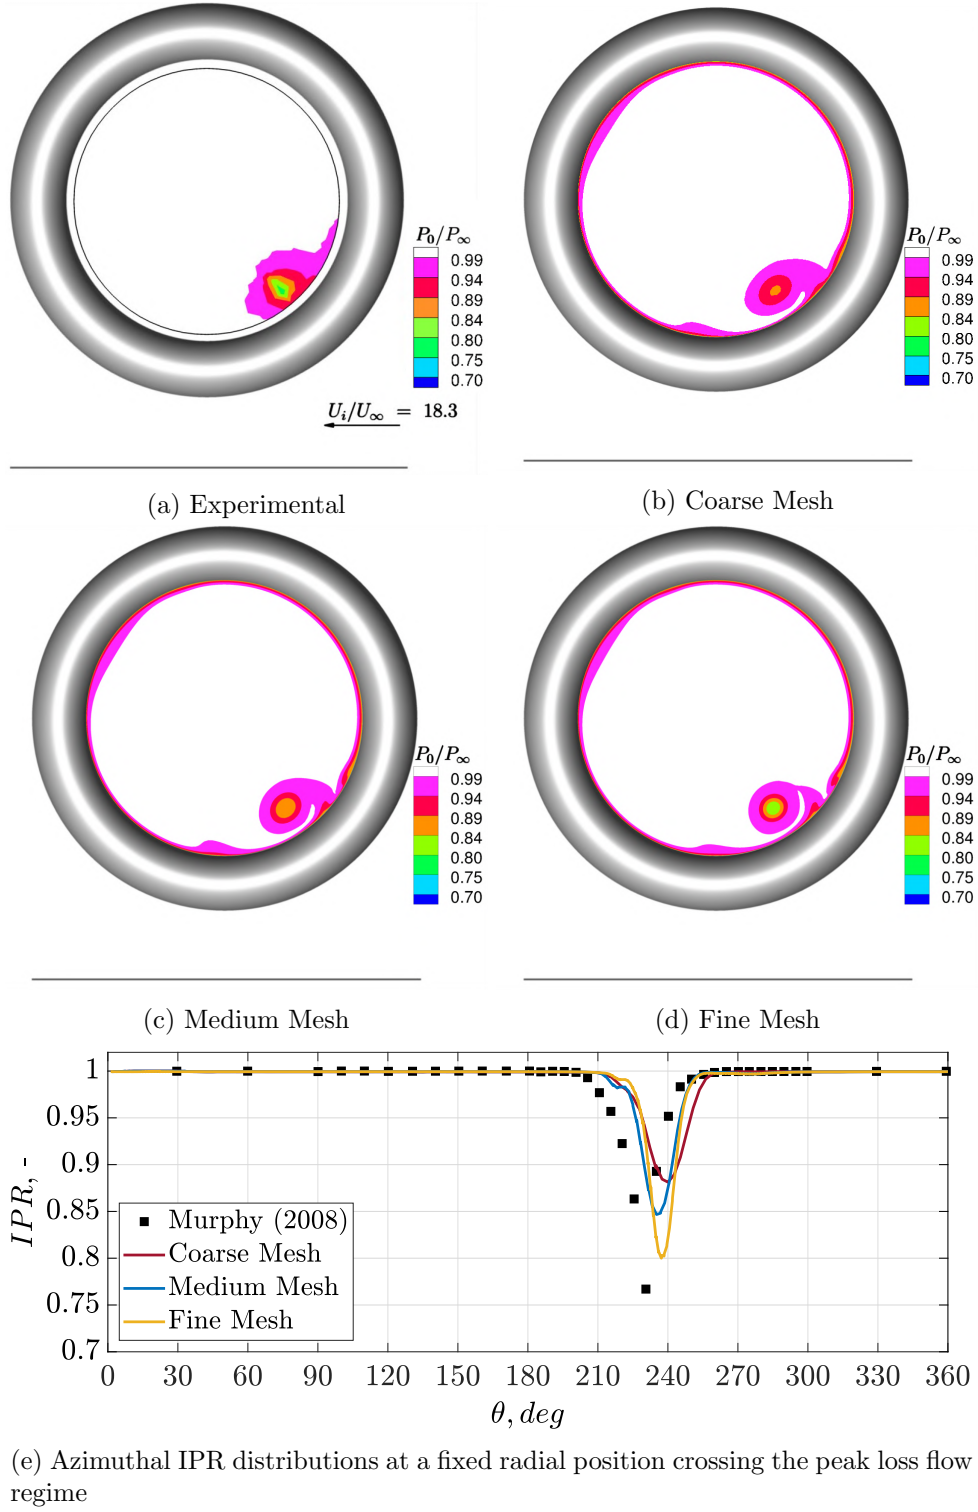 P₀/P∞
0.99
0.94
0.89
0.84
0.80
0.75
0.70
Uᵢ/U∞ = 18.3
(a) Experimental
P₀/P∞
0.99
0.94
0.89
0.84
0.80
0.75
0.70
(b) Coarse Mesh
P₀/P∞
0.99
0.94
0.89
0.84
0.80
0.75
0.70
(c) Medium Mesh
P₀/P∞
0.99
0.94
0.89
0.84
0.80
0.75
0.70
(d) Fine Mesh
IPR, -
1
0.95
0.9
0.85
0.8
0.75
0.7
Murphy (2008)
Coarse Mesh
Medium Mesh
Fine Mesh
0 30 60 90 120 150 180 210 240 270 300 330 360
θ, deg
(e) Azimuthal IPR distributions at a fixed radial position crossing the peak loss flow
regime